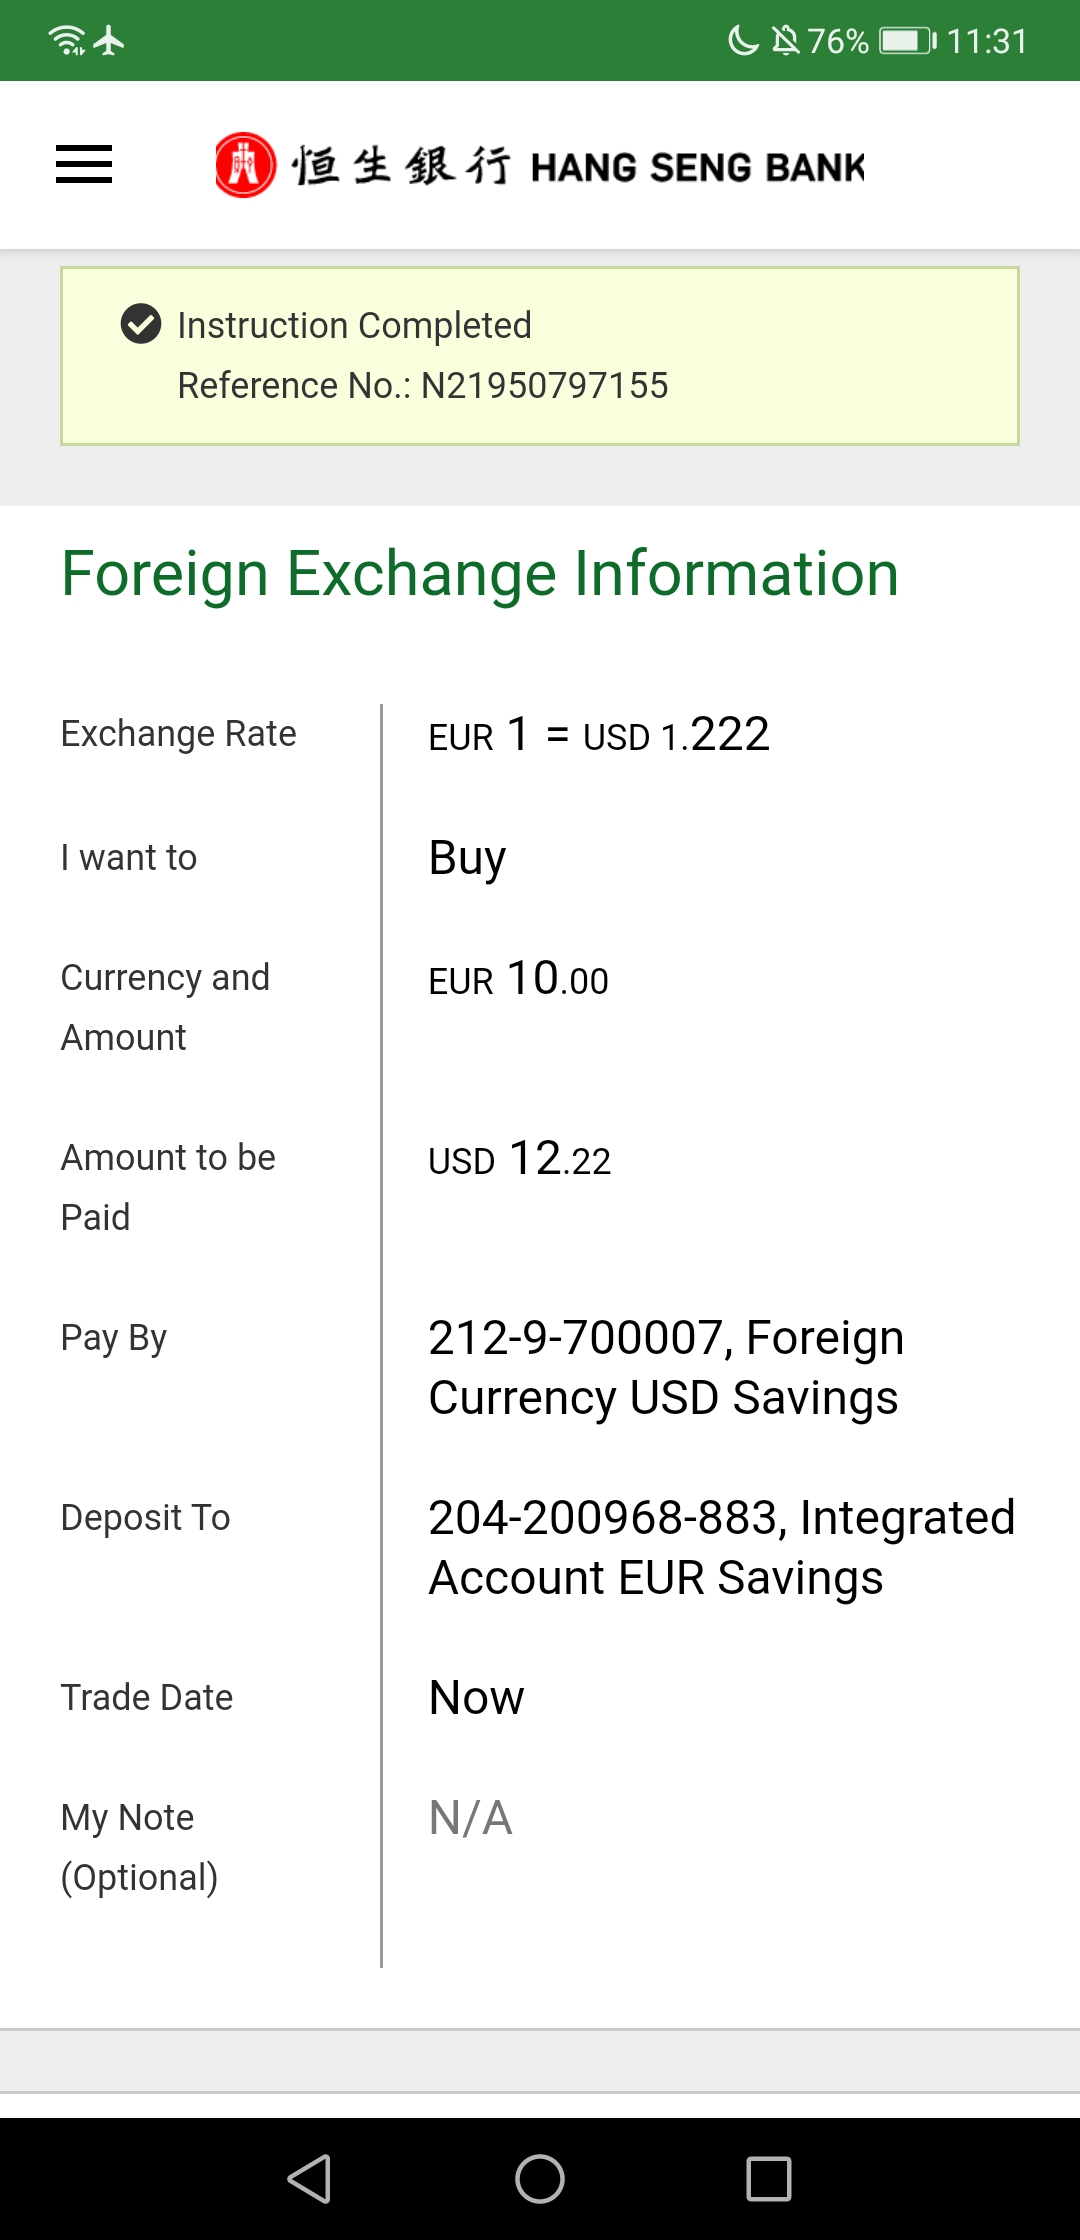 76% 11:31
恒生銀行 HANG SENG BANK
Instruction Completed
Reference No.: N21950797155
Foreign Exchange Information
Exchange Rate EUR 1 = USD 1.222
I want to Buy
Currency and Amount EUR 10.00
Amount to be Paid USD 12.22
Pay By 212-9-700007, Foreign
Currency USD Savings
Deposit To 204-200968-883, Integrated
Account EUR Savings
Trade Date Now
My Note N/A
(Optional)